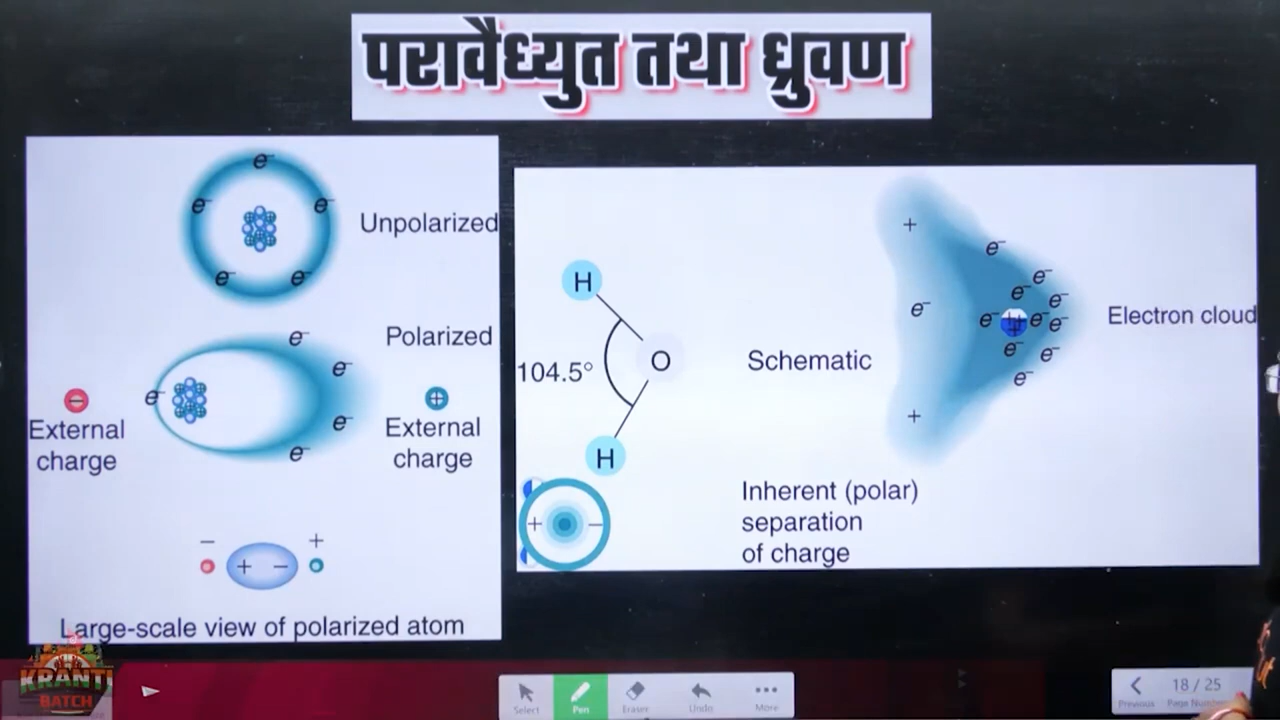 परावैध्युत तथा ध्रुवण
e⁻
e⁻
e⁻
e⁻
e⁻
Unpolarized
Polarized
e⁻
e⁻
e⁻
e⁻
e⁻
−
External
charge
+
External
charge
− +
+ −
Large-scale view of polarized atom
H
O
104.5°
H
+ −
Schematic
Inherent (polar)
separation
of charge
+
e⁻
e⁻
e⁻
e⁻
e⁻
e⁻
e⁻
e⁻
e⁻
e⁻
e⁻
+
Electron cloud
KRANTI
BATCH
Select
Pen
Eraser
Undo
More
18 / 25
Previous
Page